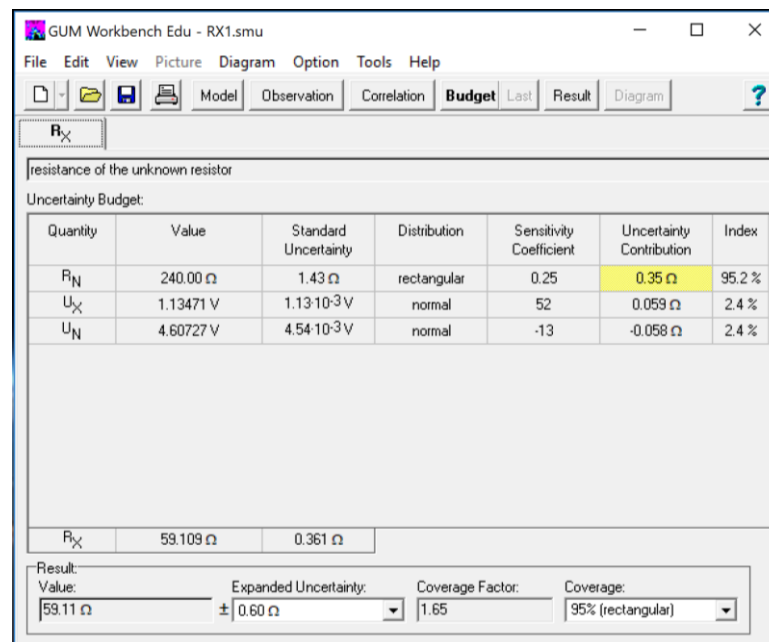 GUM Workbench Edu - RX1.smu
File Edit View Picture Diagram Option Tools Help
Model Observation Correlation Budget Last Result Diagram ?
RX
resistance of the unknown resistor
Uncertainty Budget:
Quantity Value Standard Uncertainty Distribution Sensitivity Coefficient Uncertainty Contribution Index
RN 240.00 Ω 1.43 Ω rectangular 0.25 0.35 Ω 95.2 %
UX 1.13471 V 1.13·10-3 V normal 52 0.059 Ω 2.4 %
UN 4.60727 V 4.54·10-3 V normal -13 -0.058 Ω 2.4 %
RX 59.109 Ω 0.361 Ω
Result:
Value: Expanded Uncertainty: Coverage Factor: Coverage:
59.11 Ω ± 0.60 Ω 1.65 95% (rectangular)